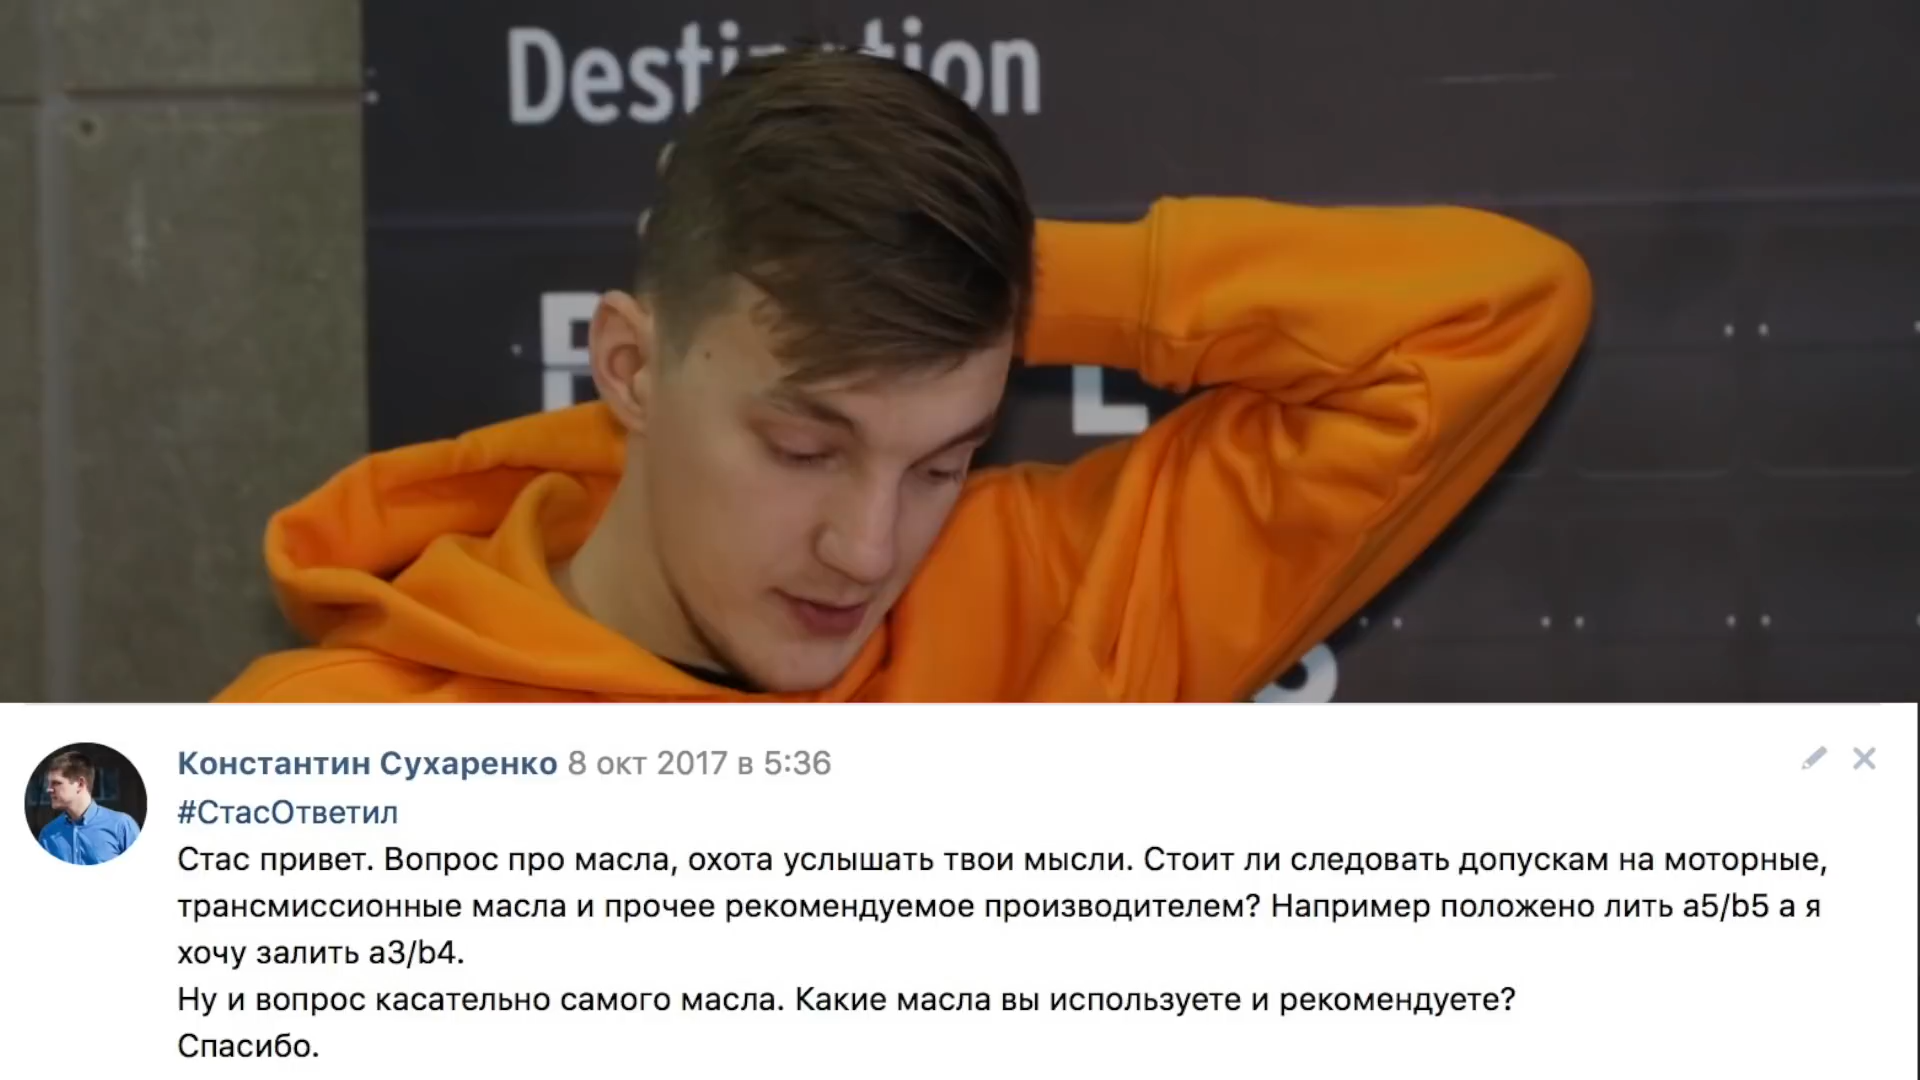 Destination
L
Константин Сухаренко 8 окт 2017 в 5:36
#СтасОтветил
Стас привет. Вопрос про масла, охота услышать твои мысли. Стоит ли следовать допускам на моторные,
трансмиссионные масла и прочее рекомендуемое производителем? Например положено лить a5/b5 а я
хочу залить a3/b4.
Ну и вопрос касательно самого масла. Какие масла вы используете и рекомендуете?
Спасибо.